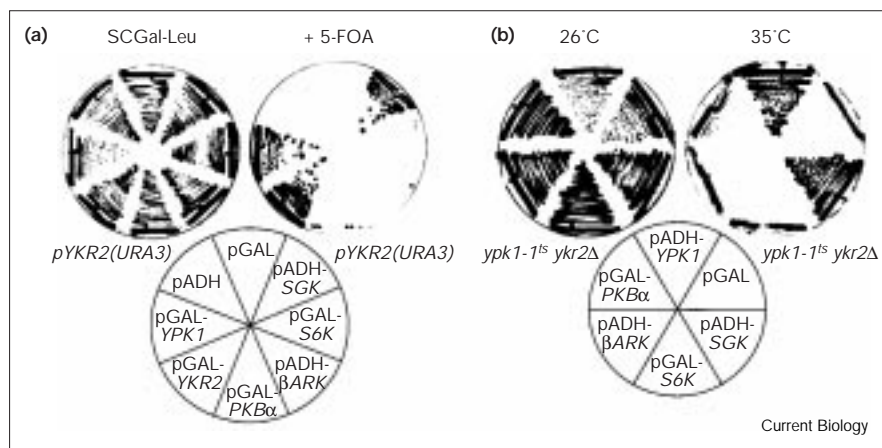 (a) SCGal-Leu + 5-FOA
pYKR2(URA3) pYKR2(URA3)
pGAL
pADH-
SGK
pGAL-
S6K
pADH-
βARK
pGAL-
PKBα
pGAL-
YKR2
pGAL-
YPK1
pADH
(b) 26°C 35°C
ypk1-1ts ykr2Δ ypk1-1ts ykr2Δ
pADH-
YPK1
pGAL
pADH-
SGK
pGAL-
S6K
pADH-
βARK
pGAL-
PKBα
Current Biology